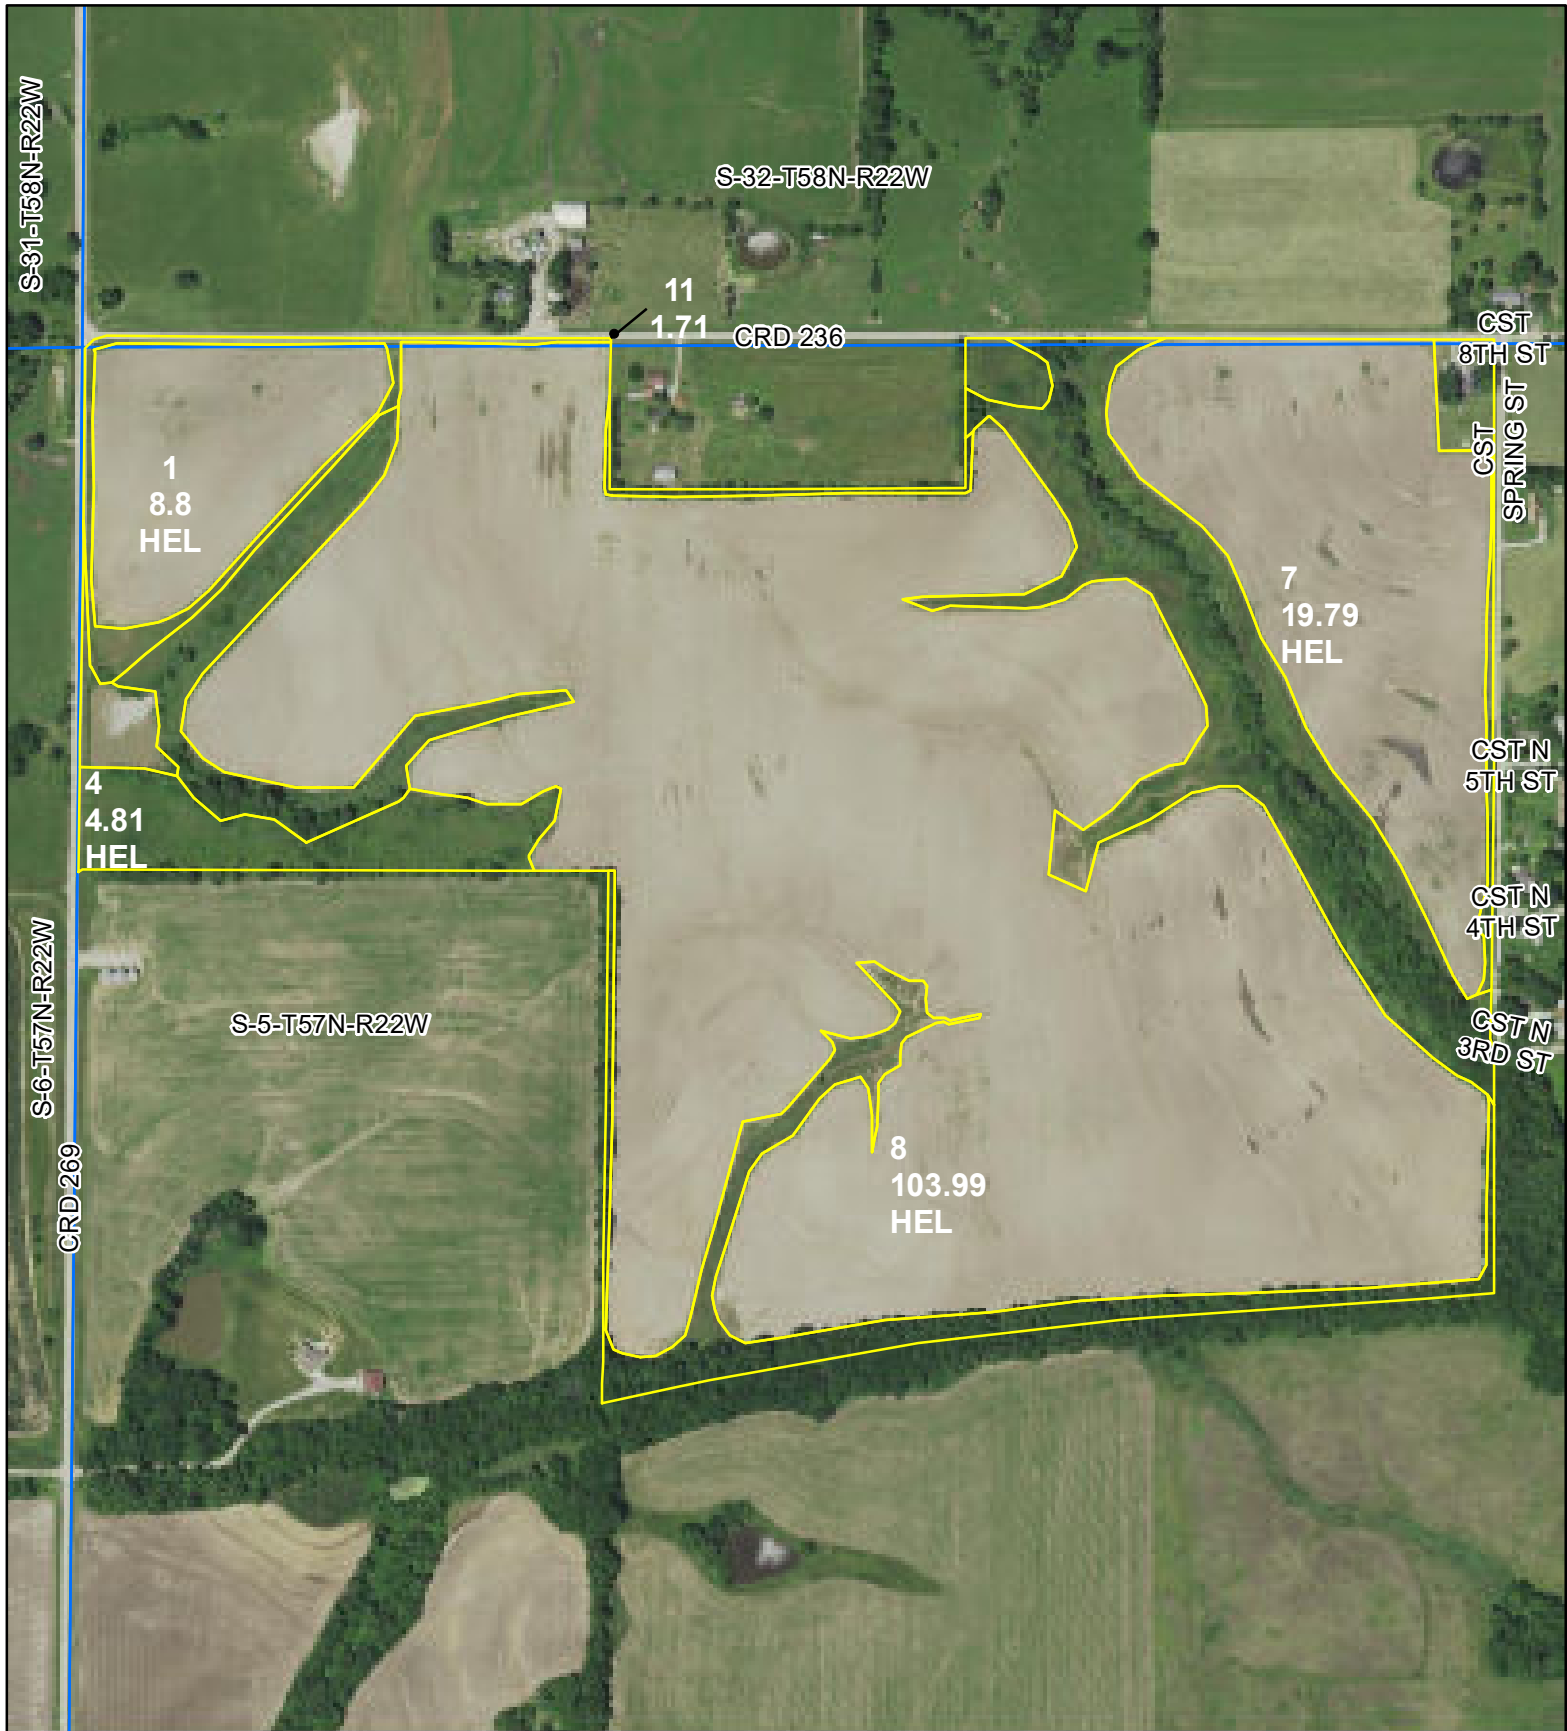 S-31-T58N-R22W
S-32-T58N-R22W
11
1.71
CRD 236
CST
8TH ST
CST
SPRING ST
1
8.8
HEL
7
19.79
HEL
CST N
5TH ST
4
4.81
HEL
CST N
4TH ST
S-6-T57N-R22W
S-5-T57N-R22W
CST N
3RD ST
8
103.99
HEL
CRD 269